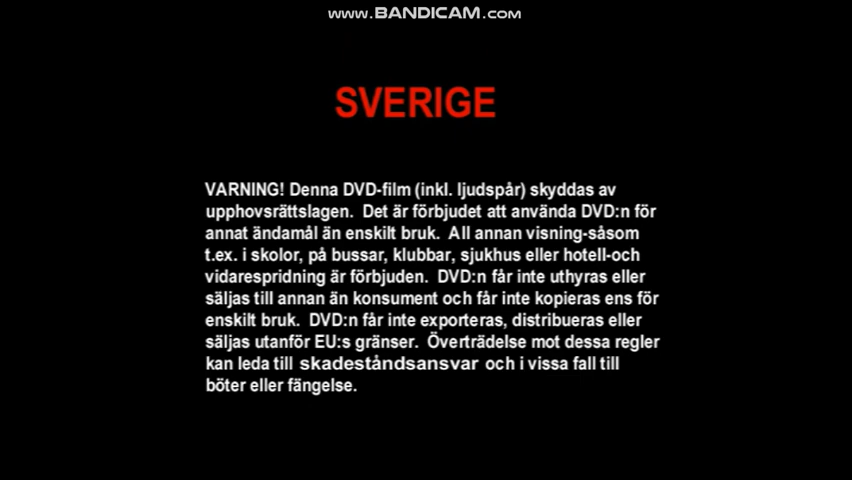 www.BANDICAM.com
SVERIGE
VARNING! Denna DVD-film (inkl. ljudspår) skyddas av
upphovsrättslagen.  Det är förbjudet att använda DVD:n för
annat ändamål än enskilt bruk.  All annan visning-såsom
t.ex. i skolor, på bussar, klubbar, sjukhus eller hotell-och
vidarespridning är förbjuden.  DVD:n får inte uthyras eller
säljas till annan än konsument och får inte kopieras ens för
enskilt bruk.  DVD:n får inte exporteras, distribueras eller
säljas utanför EU:s gränser.  Överträdelse mot dessa regler
kan leda till skadeståndsansvar och i vissa fall till
böter eller fängelse.